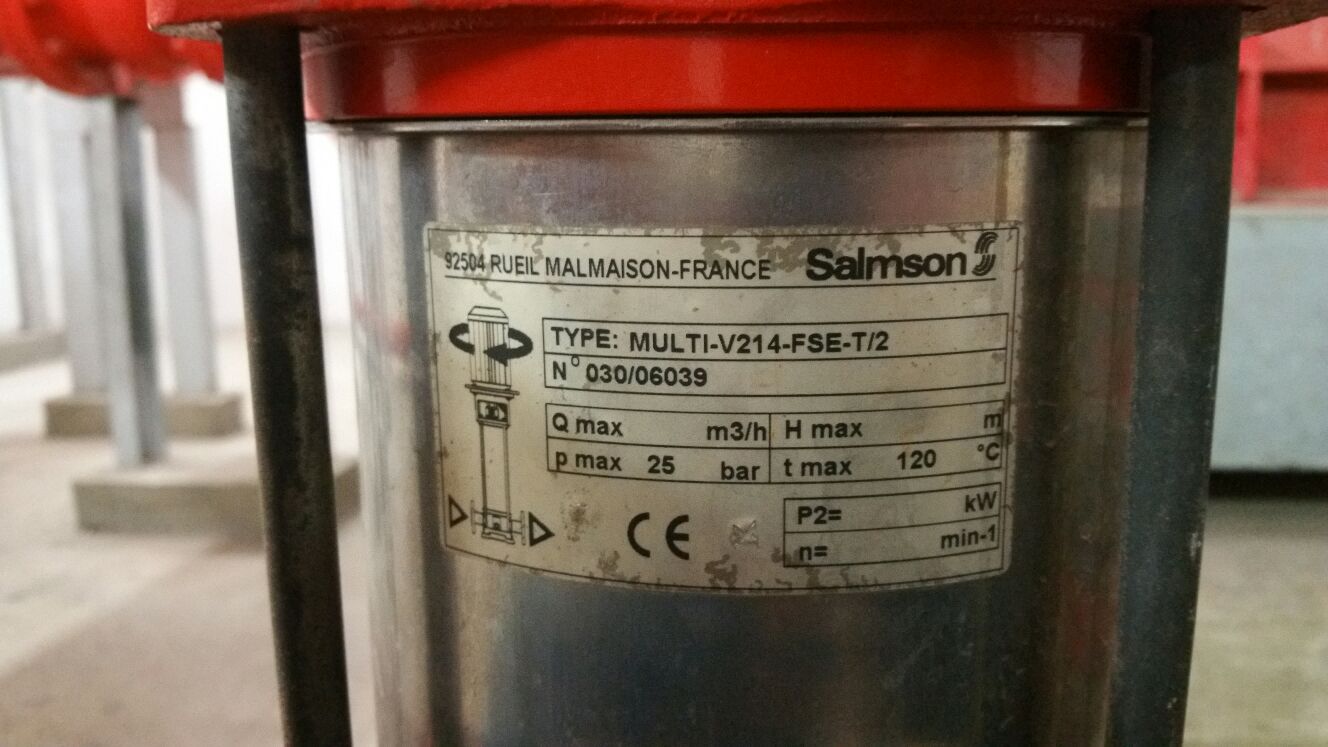 92504 RUEIL MALMAISON-FRANCE Salmson
TYPE: MULTI-V214-FSE-T/2
N° 030/06039
Q max m3/h H max m
p max 25 bar t max 120 °C
P2= kW
CE
n= min-1